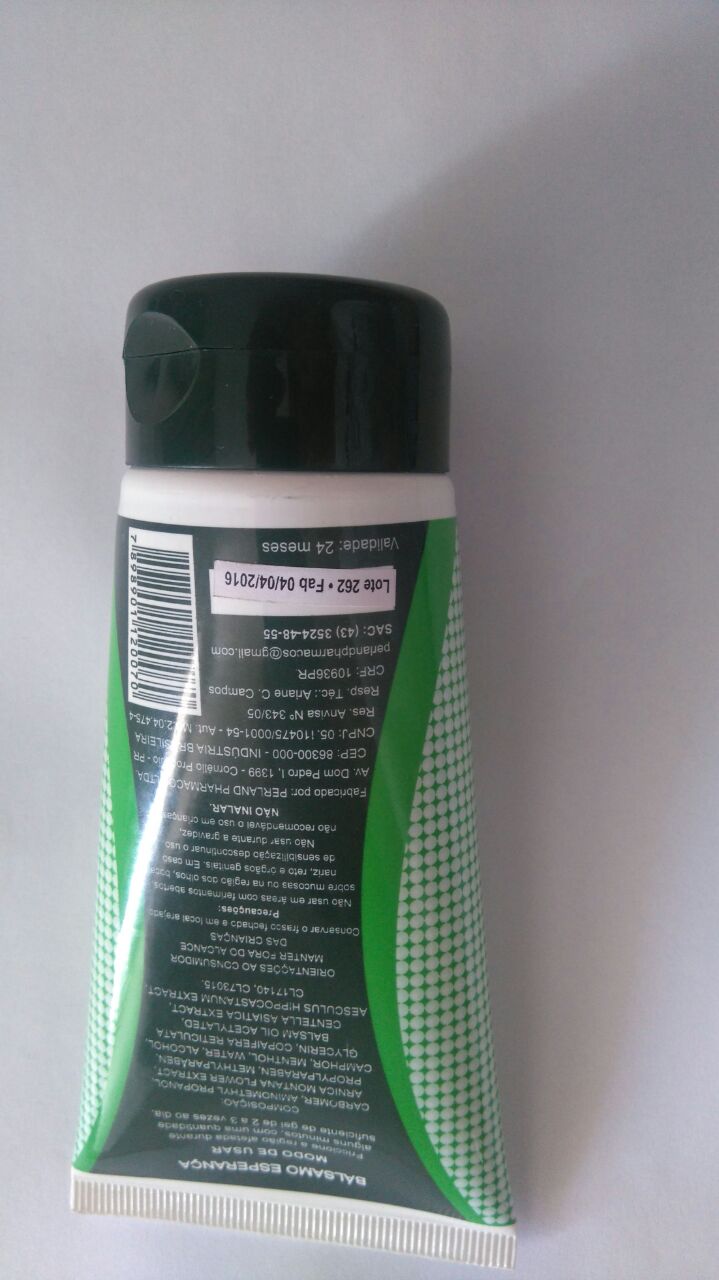 BÁLSAMO ESPERANÇA
MODO DE USAR
Friccione a região afetada durante
alguns minutos, com uma quantidade
suficiente de gel de 2 a 3 vezes ao dia.
COMPOSIÇÃO:
CARBOMER, AMINOMETHYL PROPANOL,
ARNICA MONTANA FLOWER EXTRACT,
PROPYLPARABEN, METHYLPARABEN,
CAMPHOR, MENTHOL, WATER, ALCOHOL,
GLYCERIN, COPAIFERA RETICULATA
BALSAM OIL ACETYLATED,
CENTELLA ASIATICA EXTRACT,
AESCULUS HIPPOCASTANUM EXTRACT,
CL17140, CL73015.
ORIENTAÇÕES AO CONSUMIDOR
MANTER FORA DO ALCANCE
DAS CRIANÇAS
Conservar o frasco fechado e em local arejado
Precauções:
Não usar em áreas com ferimentos abertos,
sobre mucosas ou na região dos olhos, boca,
nariz, reto e órgãos genitais. Em caso
de sensibilização descontinuar o uso
Não usar durante a gravidez,
não recomendável o uso em crianças
NÃO INALAR.
Fabricado por: PERLAND PHARMACOS LTDA.
Av. Dom Pedro I, 1399 - Cornélio Procópio - PR -
CEP: 86300-000 - INDÚSTRIA BRASILEIRA
CNPJ: 05.110475/0001-54 - Aut. M.S. 2.04.475-4
Res. Anvisa Nº 343/05
Resp. Téc.: Ariane C. Campos
CRF: 10936PR
perlandpharmacos@gmail.com
SAC: (43) 3524-48-55
Lote 262 • Fab 04/04/2016
Validade: 24 meses
7898901120070